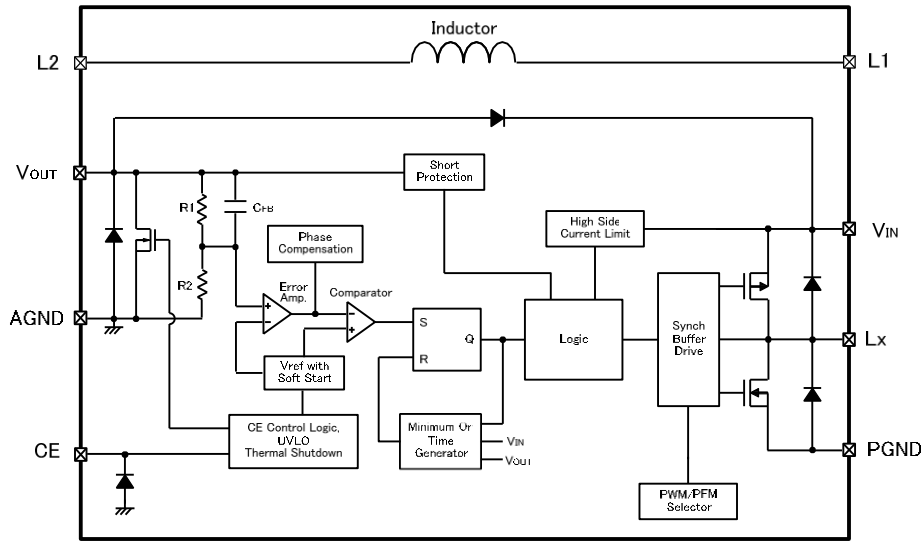 Inductor
L2
L1
VOUT
Short
Protection
R1
CFB
High Side
Current Limit
VIN
Phase
Compensation
R2
Error
Amp.
Comparator
AGND
S
Q
R
Logic
Synch
Buffer
Drive
Lx
Vref with
Soft Start
CE Control Logic,
UVLO
Thermal Shutdown
Minimum On
Time
Generator
VIN
VOUT
CE
PGND
PWM/PFM
Selector